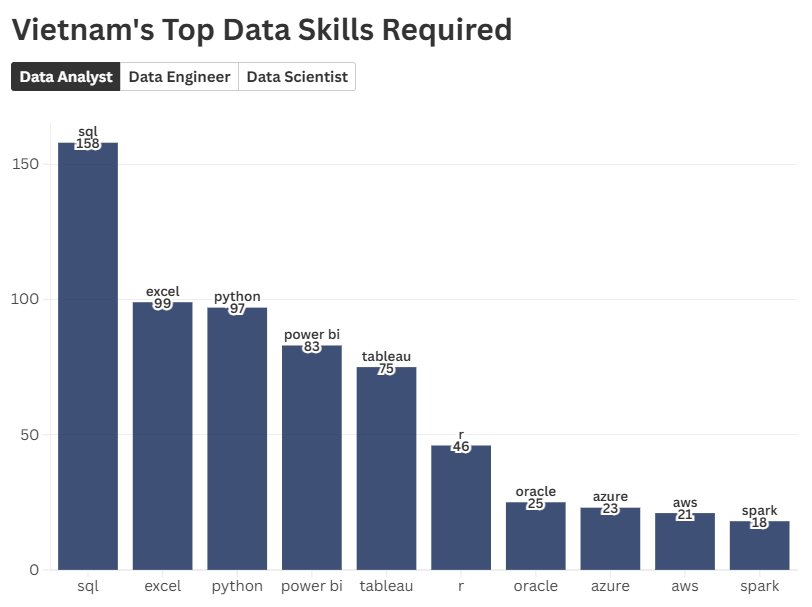 Vietnam's Top Data Skills Required
Data Analyst Data Engineer Data Scientist
sql
158
150
excel
99
python
97
100
power bi
83
tableau
75
50
r
46
oracle
25
azure
23
aws
21
spark
18
0
sql excel python power bi tableau r oracle azure aws spark